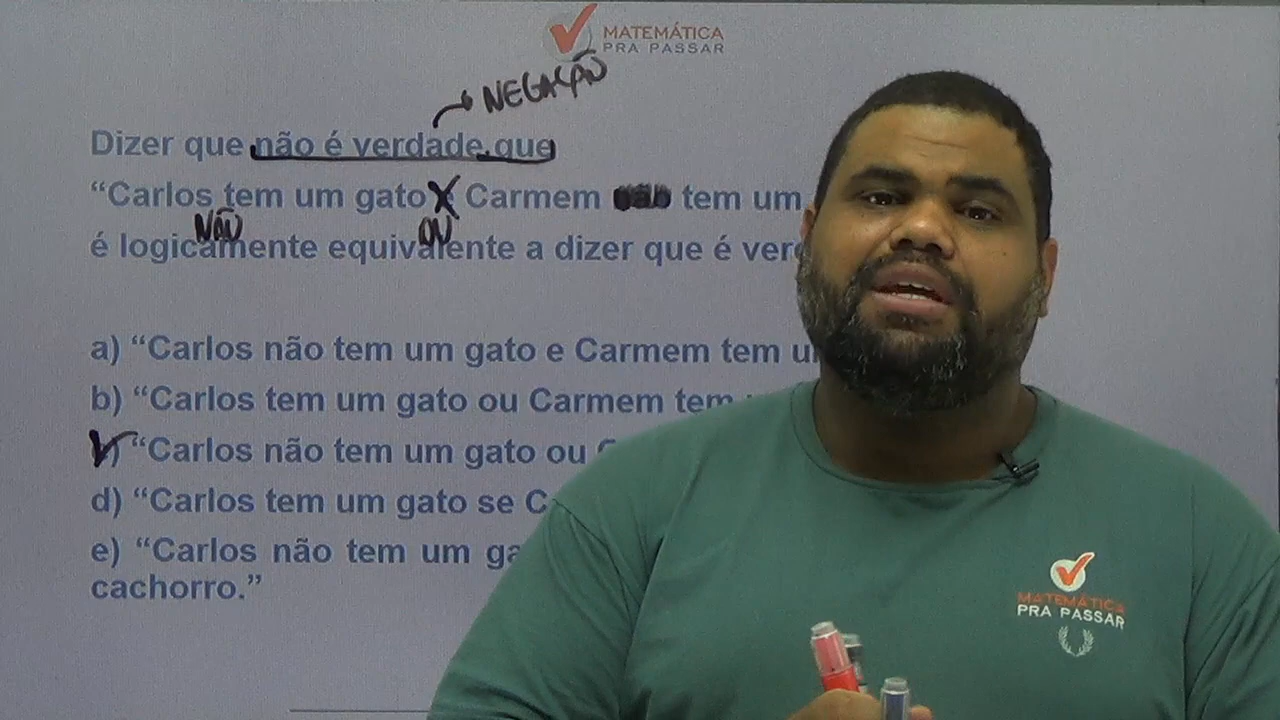 MATEMÁTICA
PRA PASSAR
NEGAÇÃO
Dizer que não é verdade que
“Carlos tem um gato e Carmem não tem um
NÃO OU
é logicamente equivalente a dizer que é
a) “Carlos não tem um gato e Carmem tem
b) “Carlos tem um gato ou Carmem tem
“Carlos não tem um gato ou
d) “Carlos tem um gato se
e) “Carlos não tem um
cachorro.”
MATEMÁTICA
PRA PASSAR